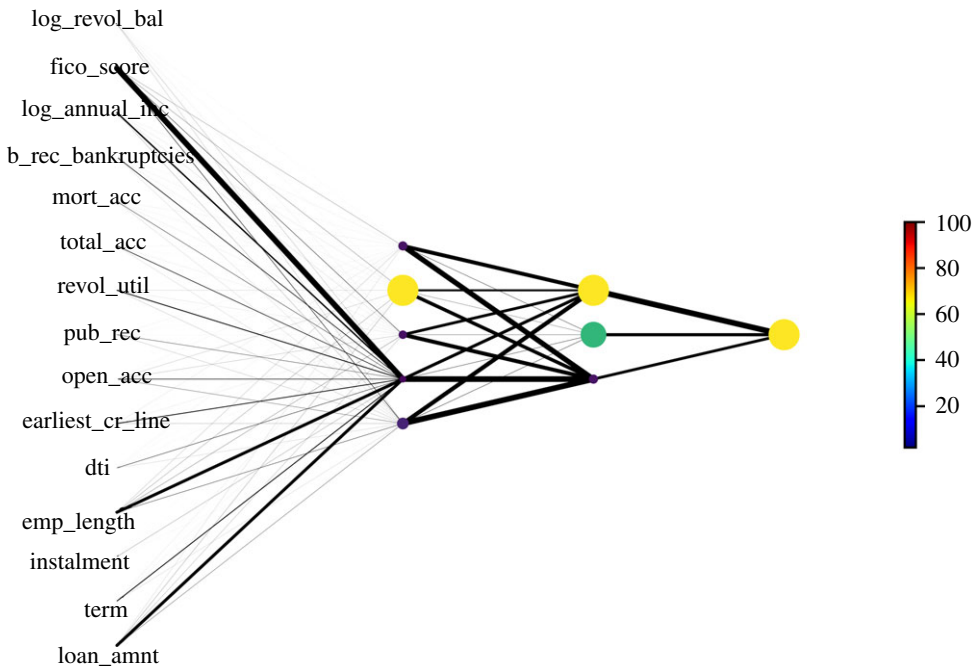 log_revol_bal
fico_score
log_annual_inc
b_rec_bankruptcies
mort_acc
total_acc
revol_util
pub_rec
open_acc
earliest_cr_line
dti
emp_length
instalment
term
loan_amnt
100
80
60
40
20